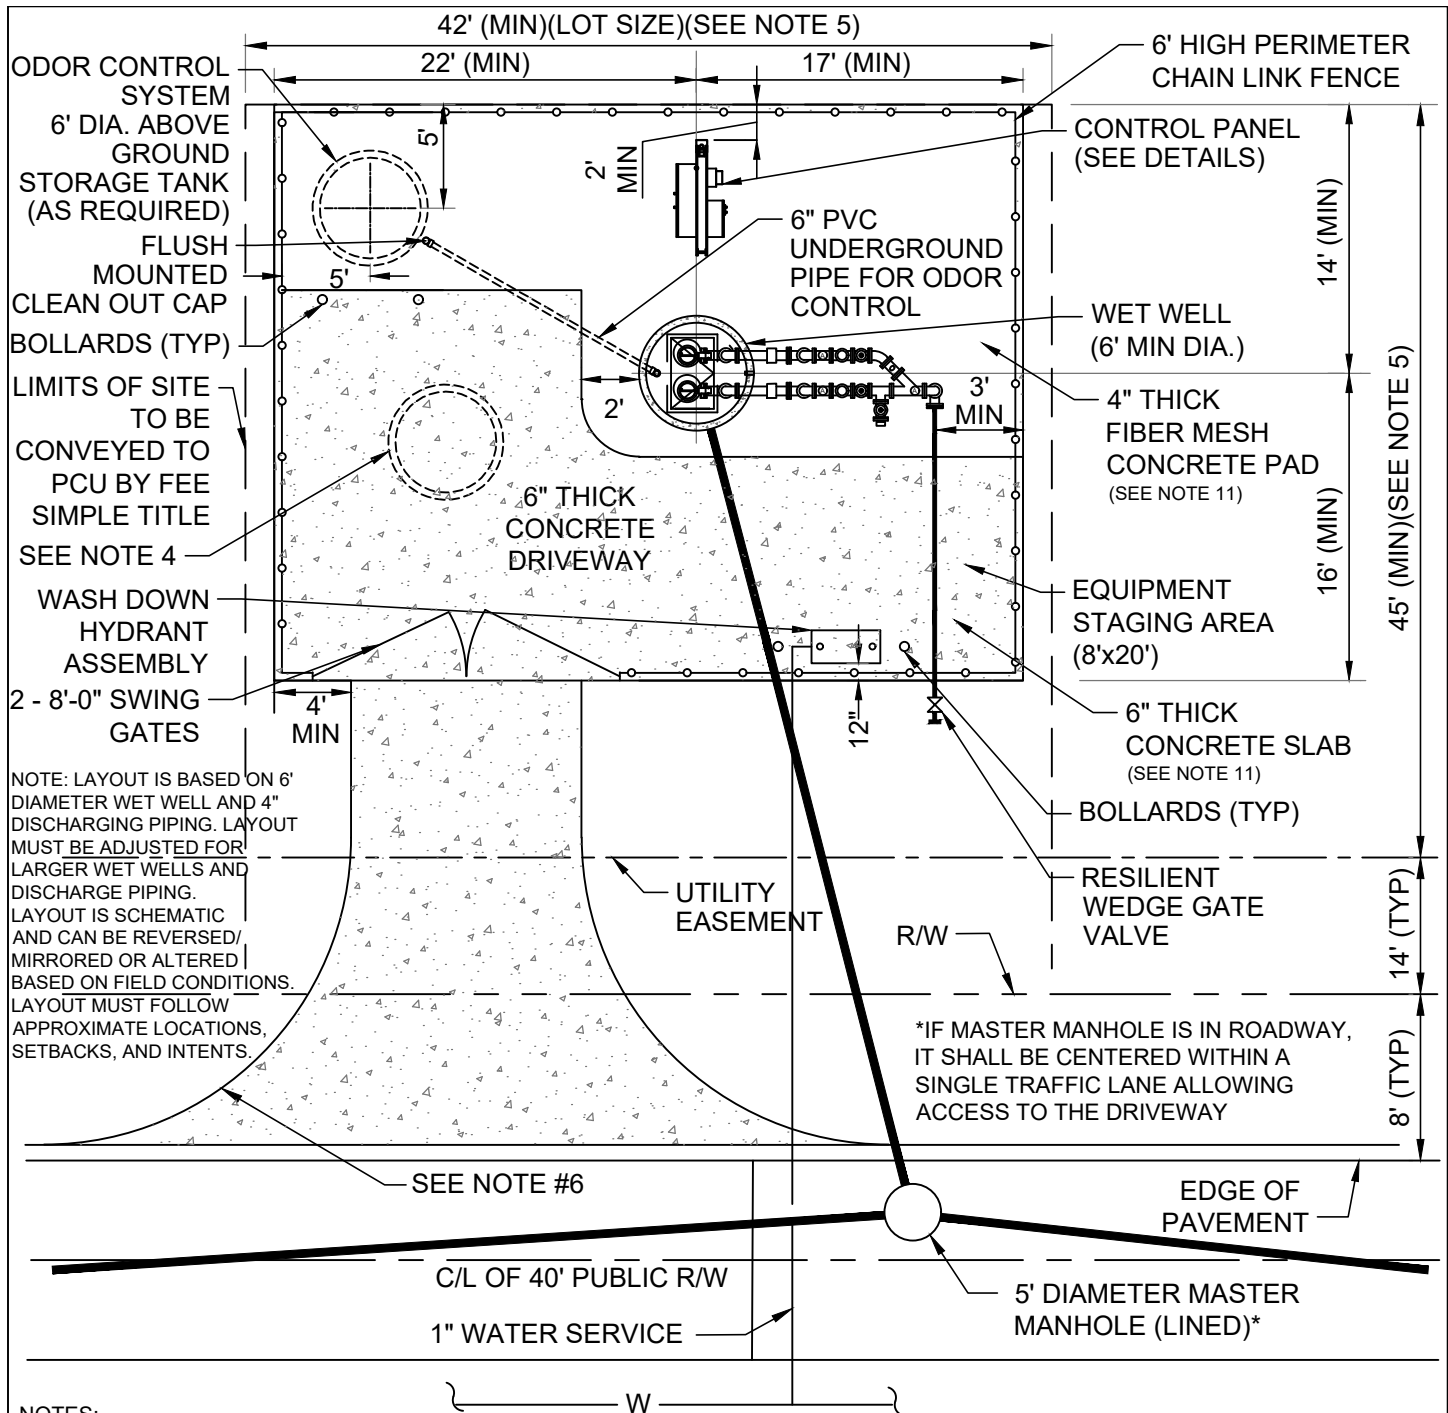 42' (MIN)(LOT SIZE)(SEE NOTE 5)
22' (MIN)
17' (MIN)
ODOR CONTROL
SYSTEM
6' DIA. ABOVE
GROUND
STORAGE TANK
(AS REQUIRED)
FLUSH
MOUNTED
CLEAN OUT CAP
BOLLARDS (TYP)
LIMITS OF SITE
TO BE
CONVEYED TO
PCU BY FEE
SIMPLE TITLE
SEE NOTE 4
WASH DOWN
HYDRANT
ASSEMBLY
2 - 8'-0" SWING
GATES
NOTE: LAYOUT IS BASED ON 6'
DIAMETER WET WELL AND 4"
DISCHARGING PIPING. LAYOUT
MUST BE ADJUSTED FOR
LARGER WET WELLS AND
DISCHARGE PIPING.
LAYOUT IS SCHEMATIC
AND CAN BE REVERSED/
MIRRORED OR ALTERED
BASED ON FIELD CONDITIONS.
LAYOUT MUST FOLLOW
APPROXIMATE LOCATIONS,
SETBACKS, AND INTENTS.
5'
5'
2'
MIN
6" PVC
UNDERGROUND
PIPE FOR ODOR
CONTROL
2'
3'
MIN
6" THICK
CONCRETE
DRIVEWAY
4'
MIN
12"
UTILITY
EASEMENT
R/W
6' HIGH PERIMETER
CHAIN LINK FENCE
CONTROL PANEL
(SEE DETAILS)
WET WELL
(6' MIN DIA.)
4" THICK
FIBER MESH
CONCRETE PAD
(SEE NOTE 11)
EQUIPMENT
STAGING AREA
(8'x20')
6" THICK
CONCRETE SLAB
(SEE NOTE 11)
BOLLARDS (TYP)
RESILIENT
WEDGE GATE
VALVE
14' (MIN)
16' (MIN)
45' (MIN)(SEE NOTE 5)
14' (TYP)
8' (TYP)
*IF MASTER MANHOLE IS IN ROADWAY,
IT SHALL BE CENTERED WITHIN A
SINGLE TRAFFIC LANE ALLOWING
ACCESS TO THE DRIVEWAY
SEE NOTE #6
EDGE OF
PAVEMENT
C/L OF 40' PUBLIC R/W
5' DIAMETER MASTER
MANHOLE (LINED)*
1" WATER SERVICE
W
NOTES: